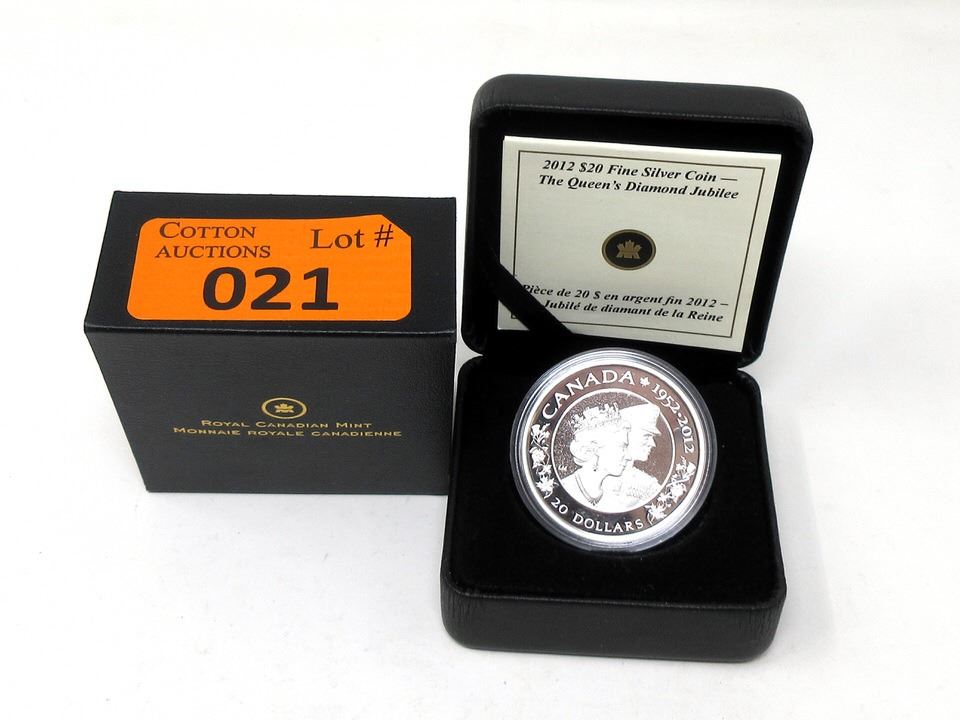 COTTON
AUCTIONS
Lot #
021
ROYAL CANADIAN MINT
MONNAIE ROYALE CANADIENNE
2012 $20 Fine Silver Coin —
The Queen's Diamond Jubilee
Pièce de 20 $ en argent fin 2012 –
Jubilé de diamant de la Reine
CANADA 1952-2012
20 DOLLARS